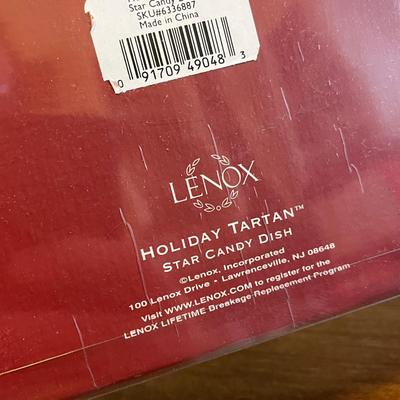 Star Candy
SKU#6336887
Made in China
0 91709 49048 3
LENOX
HOLIDAY TARTAN™
STAR CANDY DISH
©Lenox, Incorporated
100 Lenox Drive • Lawrenceville, NJ 08648
Visit WWW.LENOX.COM to register for the
LENOX LIFETIME Breakage Replacement Program